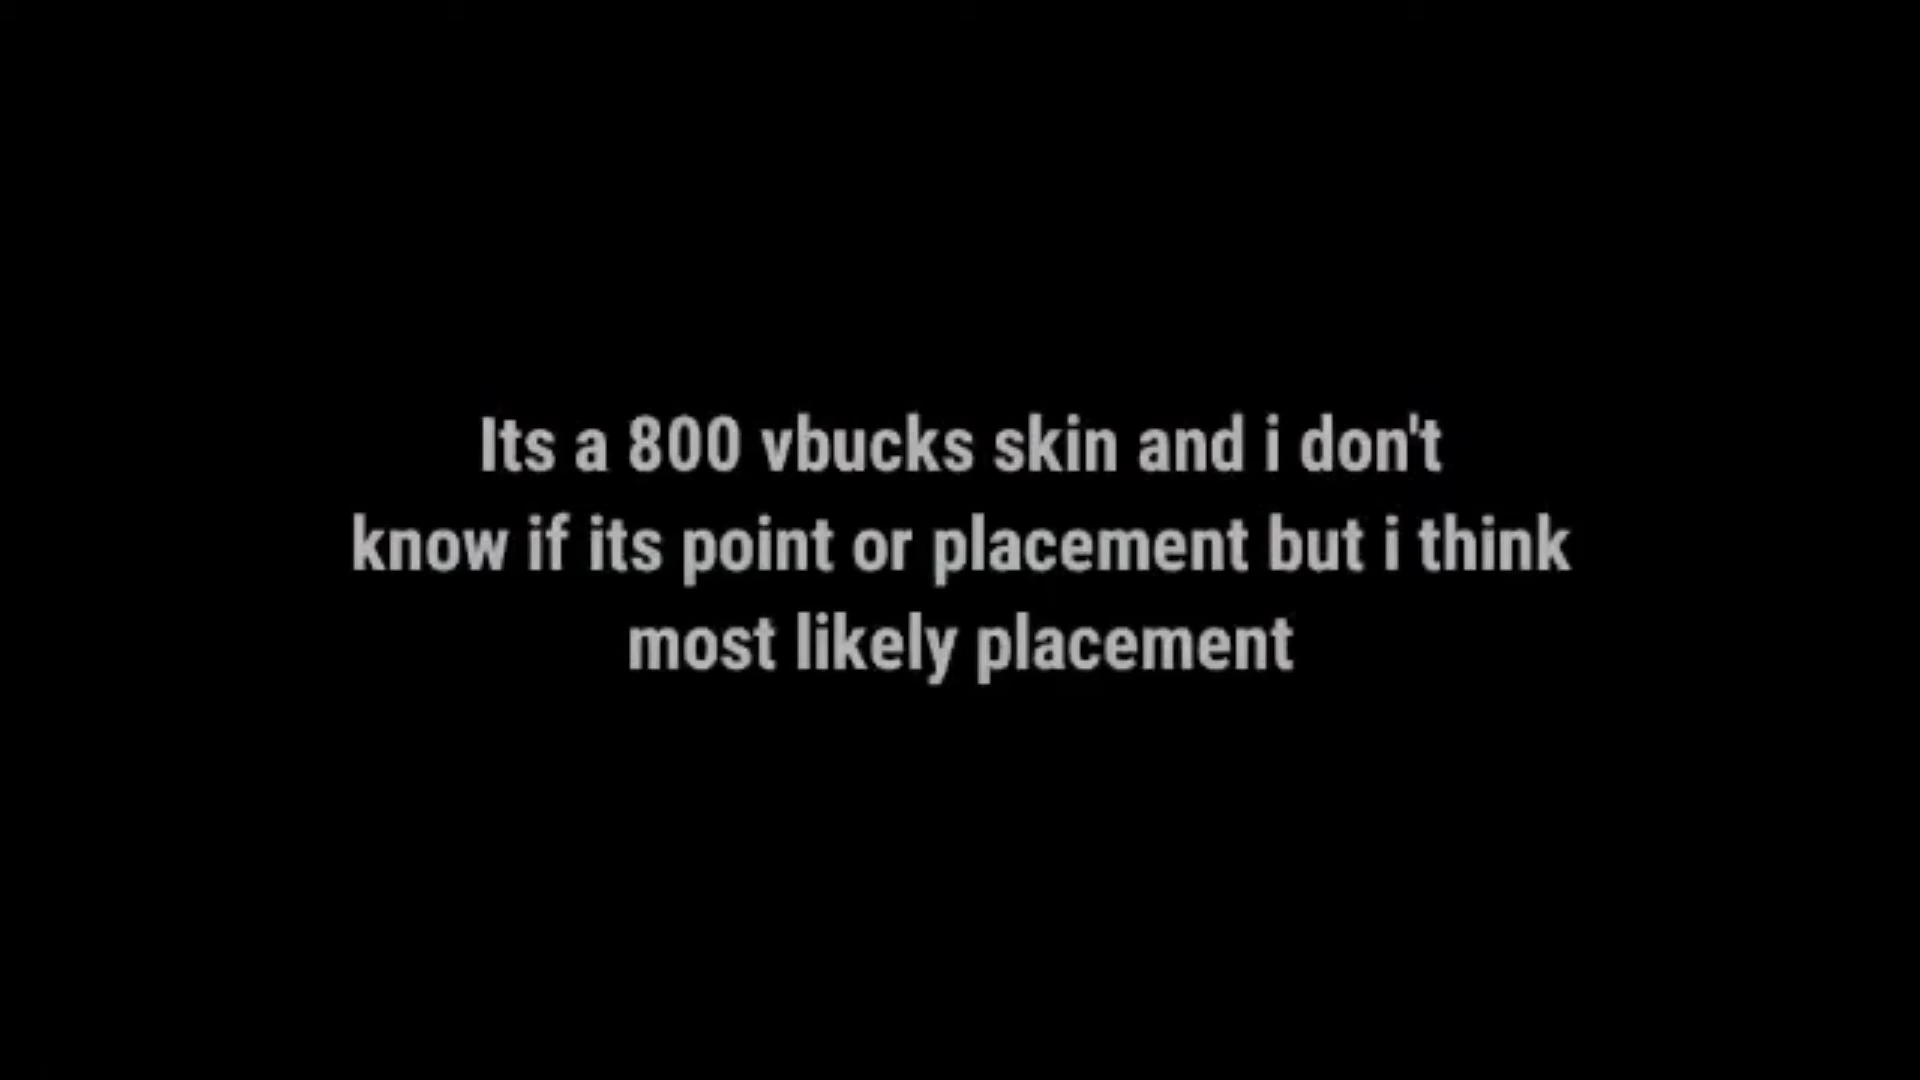 Its a 800 vbucks skin and i don't
know if its point or placement but i think
most likely placement